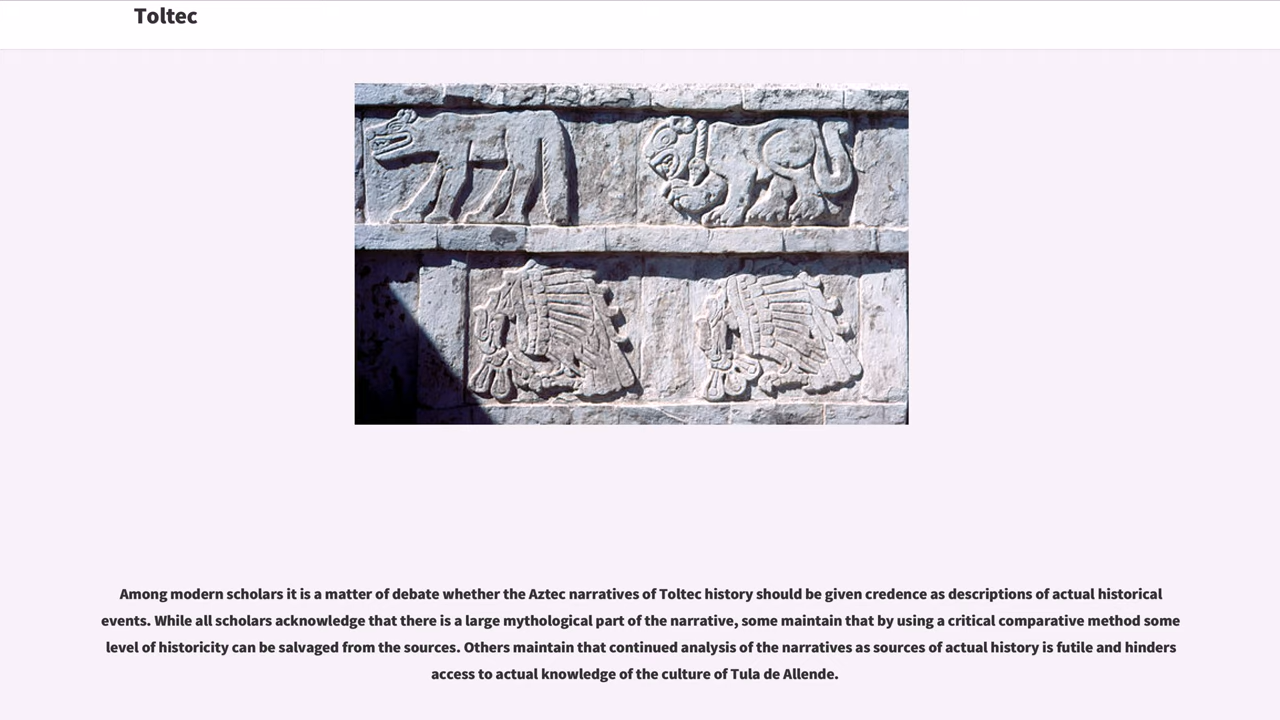 Toltec
Among modern scholars it is a matter of debate whether the Aztec narratives of Toltec history should be given credence as descriptions of actual historical
events. While all scholars acknowledge that there is a large mythological part of the narrative, some maintain that by using a critical comparative method some
level of historicity can be salvaged from the sources. Others maintain that continued analysis of the narratives as sources of actual history is futile and hinders
access to actual knowledge of the culture of Tula de Allende.